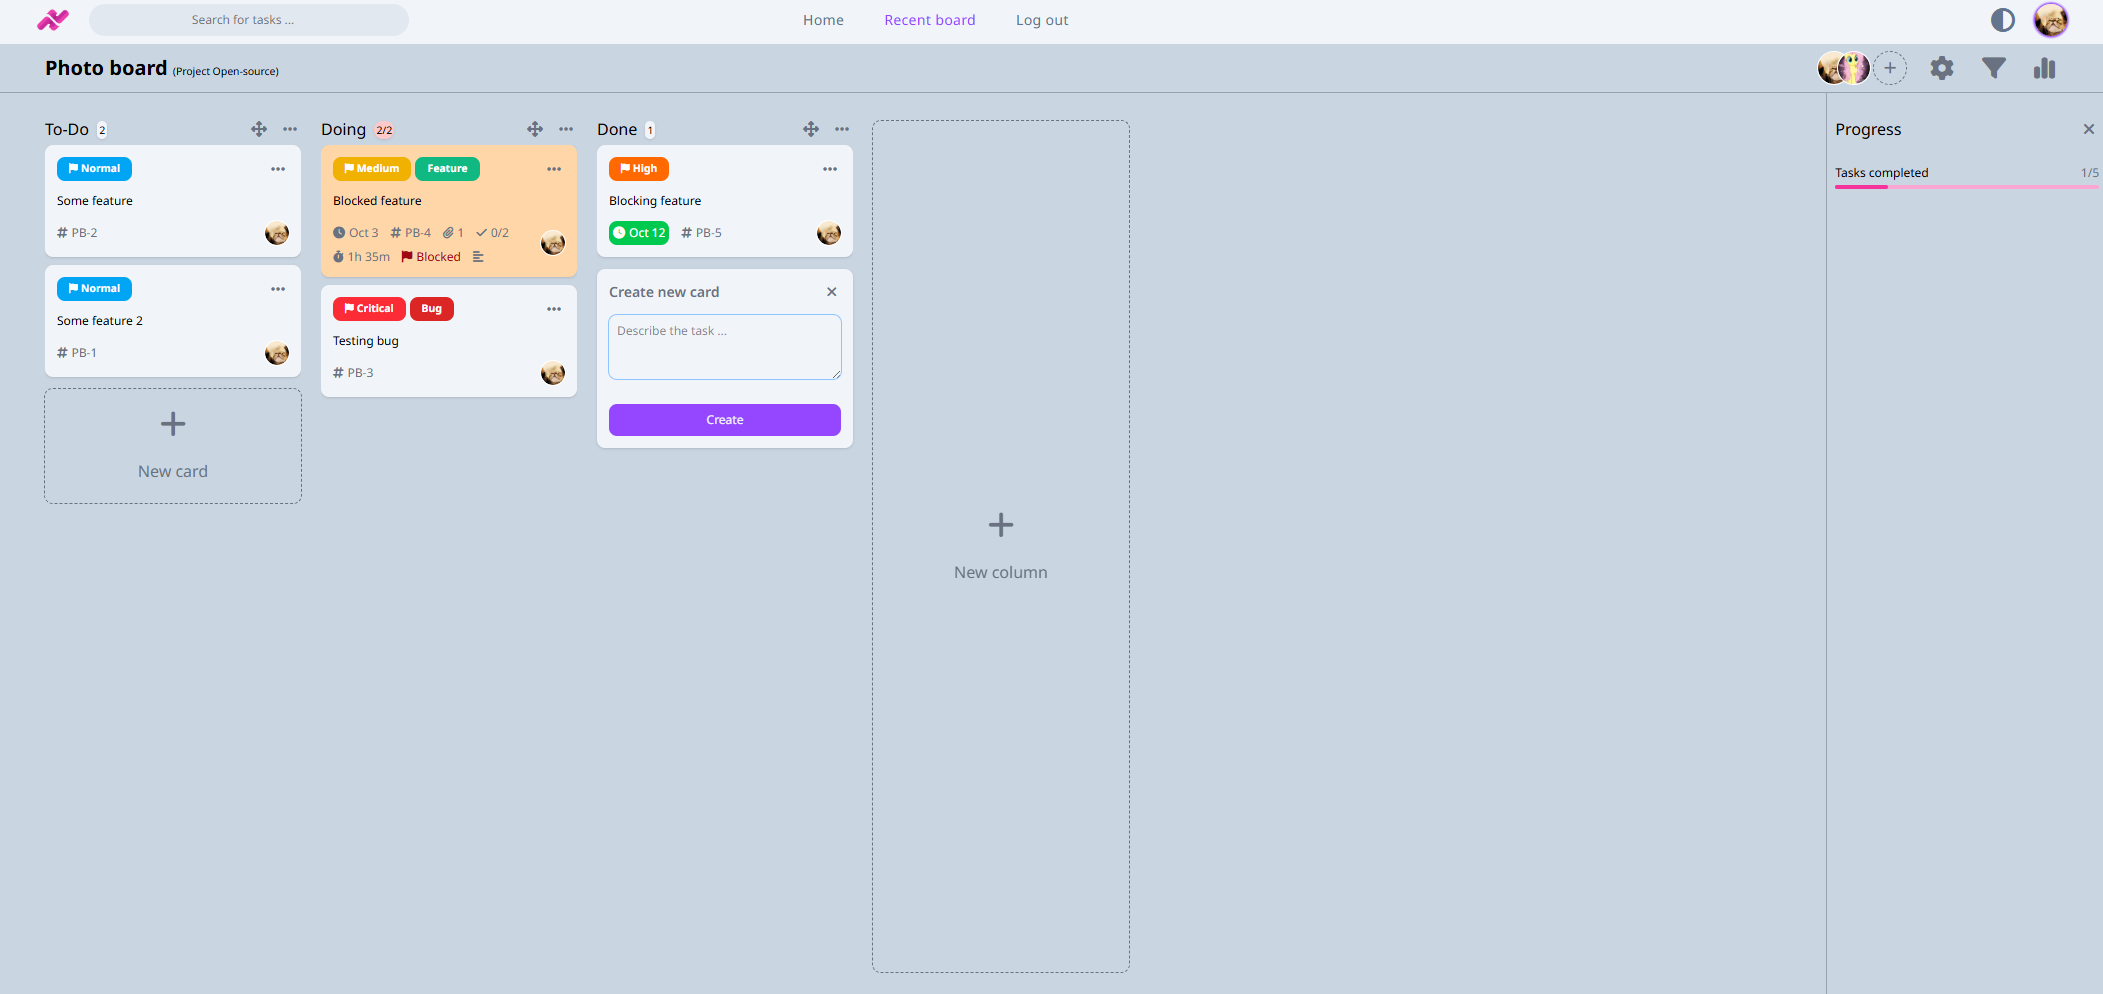 Search for tasks ...
Home
Recent board
Log out
Photo board (Project Open-source)
To-Do 2
Normal
Some feature
# PB-2
Normal
Some feature 2
# PB-1
New card
Doing 2/2
Medium Feature
Blocked feature
Oct 3 # PB-4 1 0/2
1h 35m Blocked
Critical Bug
Testing bug
# PB-3
Done 1
High
Blocking feature
Oct 12 # PB-5
Create new card
Describe the task ...
Create
New column
Progress
Tasks completed 1/5